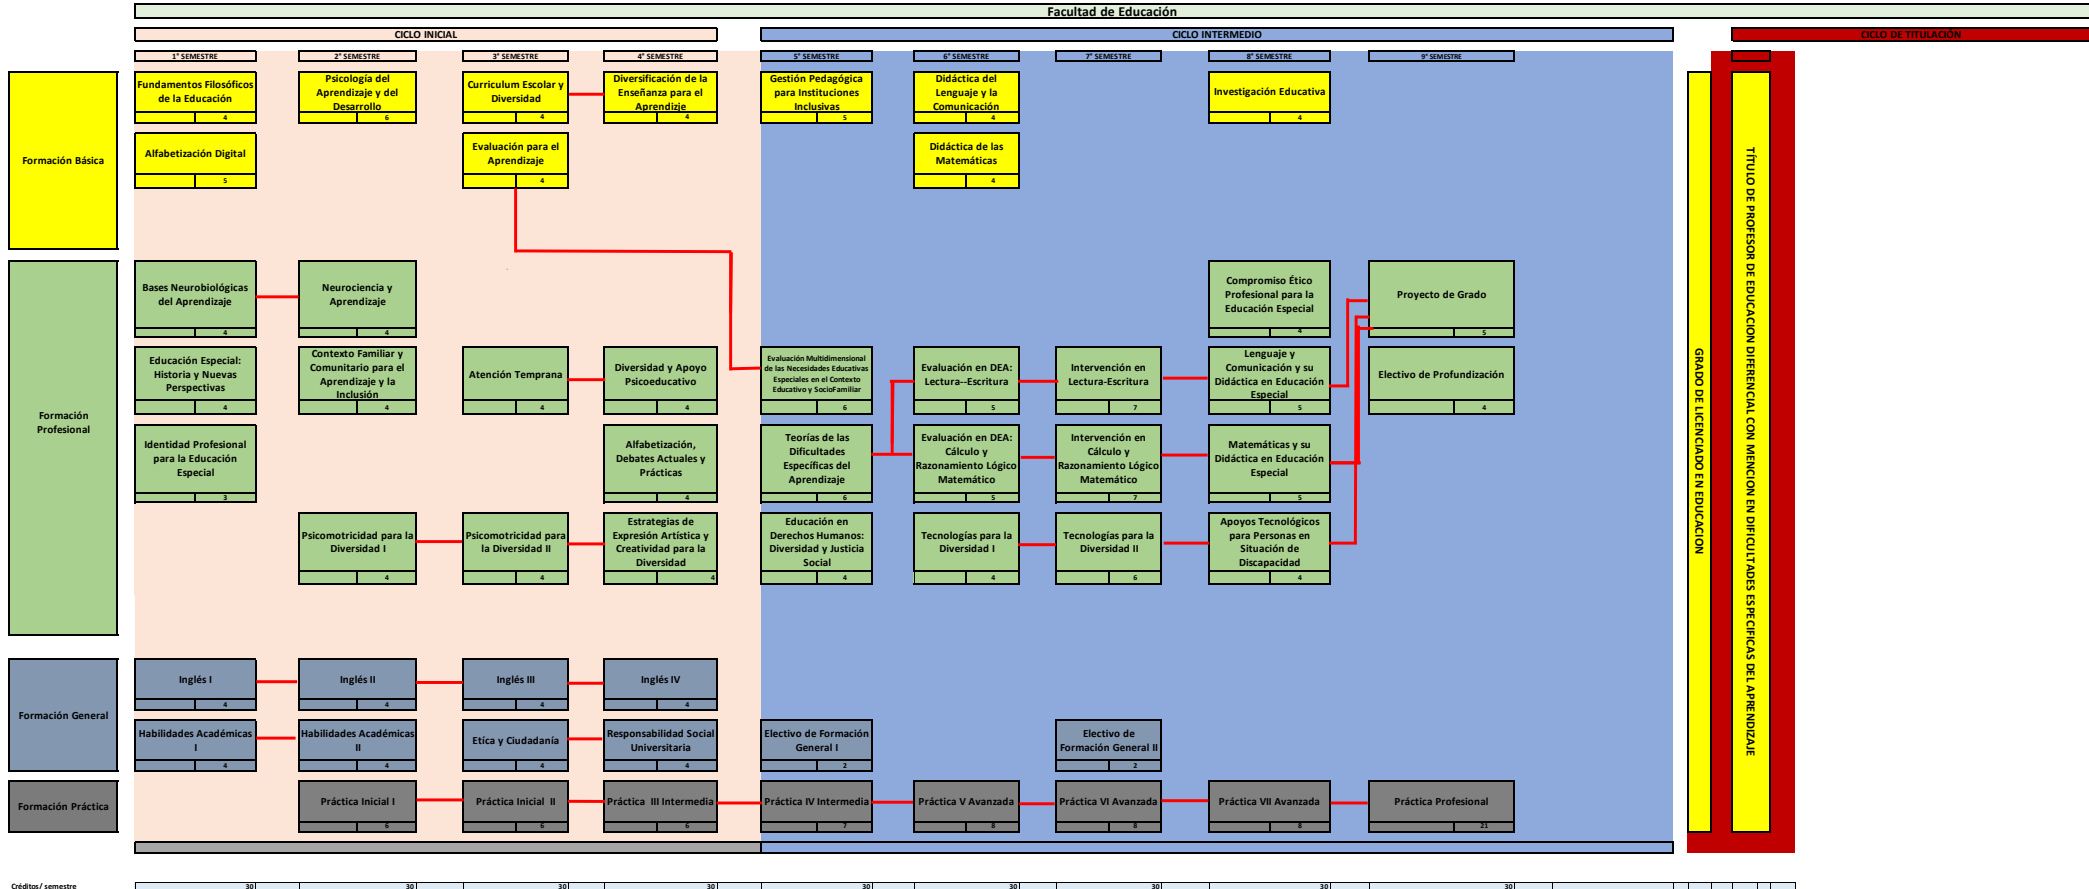 Facultad de Educación
CICLO INICIAL
CICLO INTERMEDIO
CICLO DE TITULACIÓN
1° SEMESTRE
2° SEMESTRE
3° SEMESTRE
4° SEMESTRE
5° SEMESTRE
6° SEMESTRE
7° SEMESTRE
8° SEMESTRE
9° SEMESTRE
Formación Básica
Fundamentos Filosóficos
de la Educación
4
Psicología del
Aprendizaje y del
Desarrollo
6
Curriculum Escolar y
Diversidad
4
Diversificación de la
Enseñanza para el
Aprendizje
4
Gestión Pedagógica
para Instituciones
Inclusivas
5
Didáctica del
Lenguaje y la
Comunicación
4
Investigación Educativa
4
Alfabetización Digital
5
Evaluación para el
Aprendizaje
4
Didáctica de las
Matemáticas
4
Formación
Profesional
Bases Neurobiológicas
del Aprendizaje
4
Neurociencia y
Aprendizaje
4
Compromiso Ético
Profesional para la
Educación Especial
4
Proyecto de Grado
5
Educación Especial:
Historia y Nuevas
Perspectivas
4
Contexto Familiar y
Comunitario para el
Aprendizaje y la
Inclusión
4
Atención Temprana
4
Diversidad y Apoyo
Psicoeducativo
4
Evaluación Multidimensional
de las Necesidades Educativas
Especiales en el Contexto
Educativo y SocioFamiliar
6
Evaluación en DEA:
Lectura--Escritura
5
Intervención en
Lectura-Escritura
7
Lenguaje y
Comunicación y su
Didáctica en Educación
Especial
5
Electivo de Profundización
4
Identidad Profesional
para la Educación
Especial
3
Alfabetización,
Debates Actuales y
Prácticas
4
Teorías de las
Dificultades
Específicas del
Aprendizaje
6
Evaluación en DEA:
Cálculo y
Razonamiento Lógico
Matemático
5
Intervención en
Cálculo y
Razonamiento Lógico
Matemático
7
Matemáticas y su
Didáctica en Educación
Especial
5
Psicomotricidad para la
Diversidad I
4
Psicomotricidad para
la Diversidad II
4
Estrategias de
Expresión Artística y
Creatividad para la
Diversidad
4
Educación en
Derechos Humanos:
Diversidad y Justicia
Social
4
Tecnologías para la
Diversidad I
4
Tecnologías para la
Diversidad II
6
Apoyos Tecnológicos
para Personas en
Situación de
Discapacidad
4
Formación General
Inglés I
4
Inglés II
4
Inglés III
4
Inglés IV
4
Habilidades Académicas
I
4
Habilidades Académicas
II
4
Etíca y Ciudadanía
4
Responsabilidad Social
Universitaria
4
Electivo de Formación
General I
2
Electivo de
Formación General II
2
Formación Práctica
Práctica Inicial I
6
Práctica Inicial II
6
Práctica III Intermedia
6
Práctica IV Intermedia
7
Práctica V Avanzada
8
Práctica VI Avanzada
8
Práctica VII Avanzada
8
Práctica Profesional
21
GRADO DE LICENCIADO EN EDUCACION
TÍTULO DE PROFESOR DE EDUCACION DIFERENCIAL CON MENCION EN DIFICULTADES ESPECIFICAS DEL APRENDIZAJE
Créditos/ semestre
30
30
30
30
30
30
30
30
30